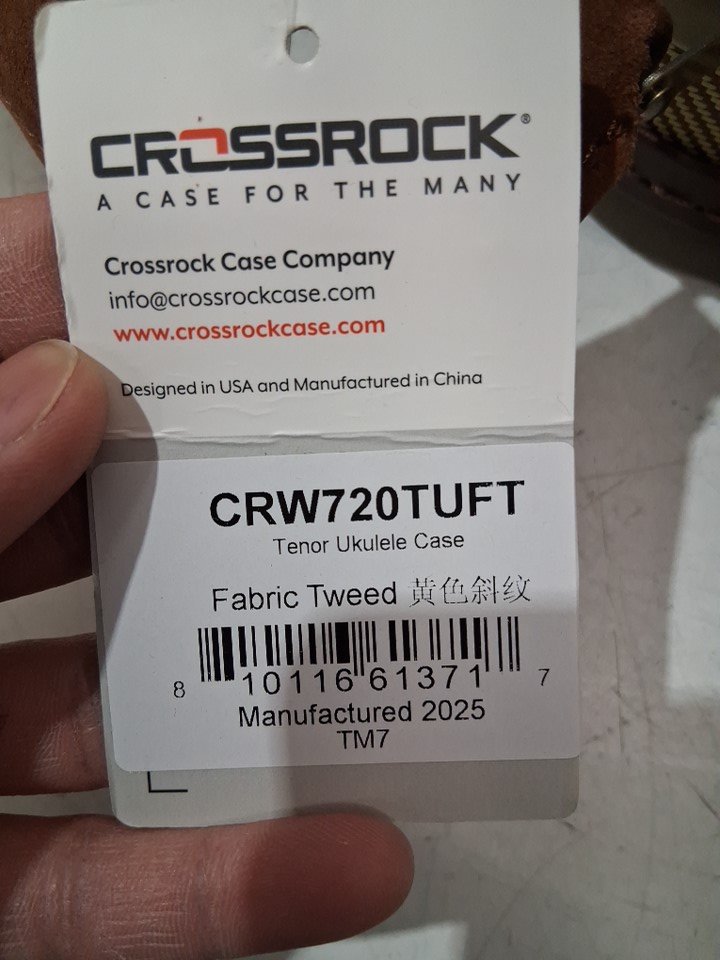 CROSSROCK®
A CASE FOR THE MANY
Crossrock Case Company
info@crossrockcase.com
www.crossrockcase.com
Designed in USA and Manufactured in China
CRW720TUFT
Tenor Ukulele Case
Fabric Tweed 黄色斜纹
8 10116 61371 7
Manufactured 2025
TM7